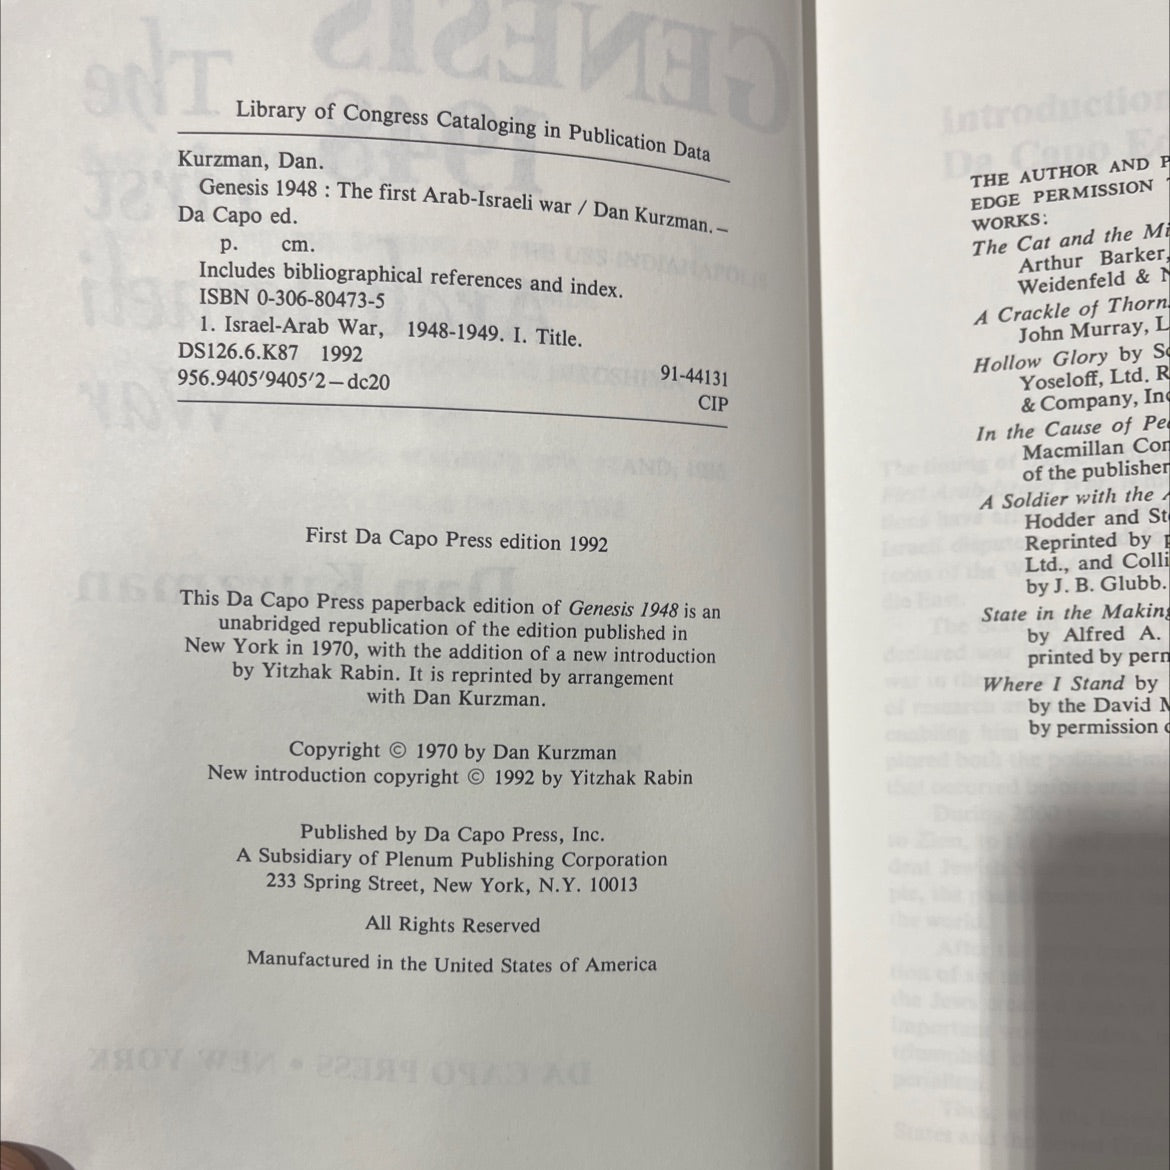 Library of Congress Cataloging in Publication Data
Kurzman, Dan.
Genesis 1948 : The first Arab-Israeli war / Dan Kurzman. —
Da Capo ed.
p. cm.
Includes bibliographical references and index.
ISBN 0-306-80473-5
1. Israel-Arab War, 1948-1949. I. Title.
DS126.6.K87 1992
91-44131
956.9405′9405′2 — dc20
CIP
First Da Capo Press edition 1992
This Da Capo Press paperback edition of Genesis 1948 is an
unabridged republication of the edition published in
New York in 1970, with the addition of a new introduction
by Yitzhak Rabin. It is reprinted by arrangement
with Dan Kurzman.
Copyright © 1970 by Dan Kurzman
New introduction copyright © 1992 by Yitzhak Rabin
Published by Da Capo Press, Inc.
A Subsidiary of Plenum Publishing Corporation
233 Spring Street, New York, N.Y. 10013
All Rights Reserved
Manufactured in the United States of America
THE AUTHOR AND P
EDGE PERMISSION
WORKS:
The Cat and the Mi
Arthur Barker,
Weidenfeld &
A Crackle of Thorn
John Murray, L
Hollow Glory by S
Yoseloff, Ltd. R
& Company, Inc
In the Cause of Pe
Macmillan Co
of the publisher
A Soldier with the A
Hodder and St
Reprinted by p
Ltd., and Colli
by J. B. Glubb.
State in the Making
by Alfred A.
printed by perm
Where I Stand by
by the David M
by permission o